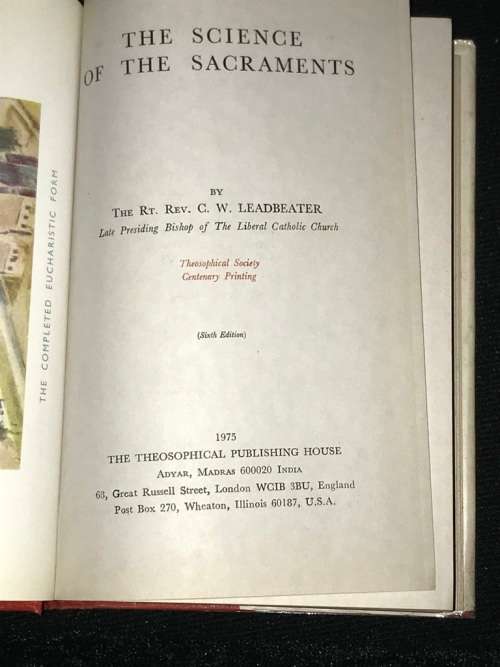 THE COMPLETED EUCHARISTIC FORM
THE SCIENCE
OF THE SACRAMENTS
BY
THE RT. REV. C. W. LEADBEATER
Late Presiding Bishop of The Liberal Catholic Church
Theosophical Society
Centenary Printing
(Sixth Edition)
1975
THE THEOSOPHICAL PUBLISHING HOUSE
ADYAR, MADRAS 600020 INDIA
68, Great Russell Street, London WCIB 3BU, England
Post Box 270, Wheaton, Illinois 60187, U.S.A.